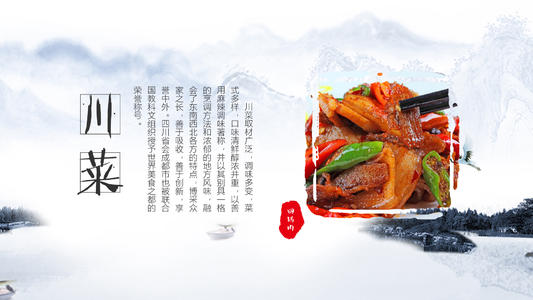 川菜
川菜取材广泛，调味多变，菜
式多样，口味清鲜醇浓并重，以善
用麻辣调味著称，并以其别具一格
的烹调方法和浓郁的地方风味，融
会了东南西北各方的特点，博采众
家之长，善于吸收，善于创新，享
誉中外。四川省会成都市也被联合
国教科文组织授予世界美食之都的
荣誉称号。
回锅肉